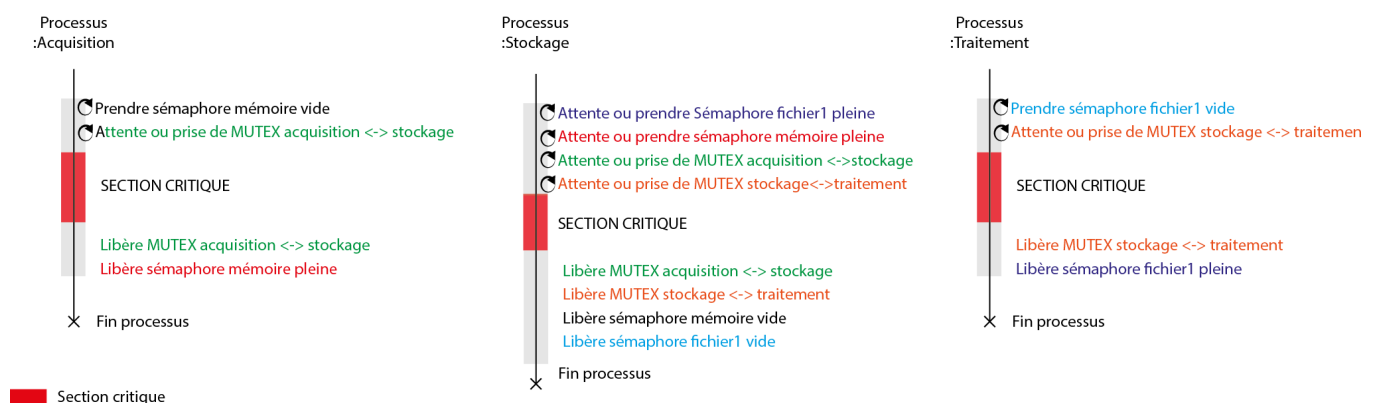 Processus
:Acquisition
Prendre sémaphore mémoire vide
Attente ou prise de MUTEX acquisition <-> stockage
SECTION CRITIQUE
Libère MUTEX acquisition <-> stockage
Libère sémaphore mémoire pleine
Fin processus
Processus
:Stockage
Attente ou prendre Sémaphore fichier1 pleine
Attente ou prendre sémaphore mémoire pleine
Attente ou prise de MUTEX acquisition <->stockage
Attente ou prise de MUTEX stockage<->traitement
SECTION CRITIQUE
Libère MUTEX acquisition <-> stockage
Libère MUTEX stockage <-> traitement
Libère sémaphore mémoire vide
Libère sémaphore fichier1 vide
Fin processus
Processus
:Traitement
Prendre sémaphore fichier1 vide
Attente ou prise de MUTEX stockage <-> traitemen
SECTION CRITIQUE
Libère MUTEX stockage <-> traitement
Libère sémaphore fichier1 pleine
Fin processus
Section critique